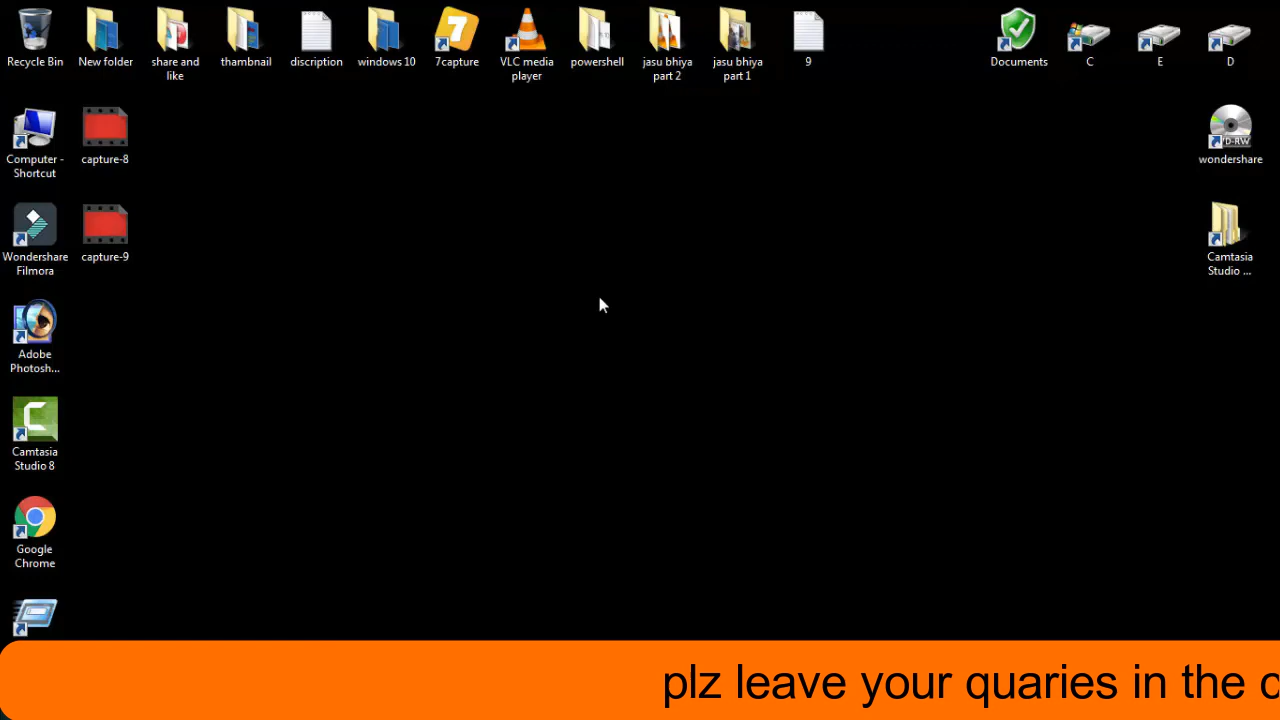 Recycle Bin
New folder
share and
like
thumbnail
discription
windows 10
7
7capture
VLC media
player
powershell
jasu bhiya
part 2
jasu bhiya
part 1
9
Documents
C
E
D
Computer -
Shortcut
capture-8
wondershare
Wondershare
Filmora
capture-9
Camtasia
Studio ...
Adobe
Photosh...
Camtasia
Studio 8
Google
Chrome
plz leave your quaries in the